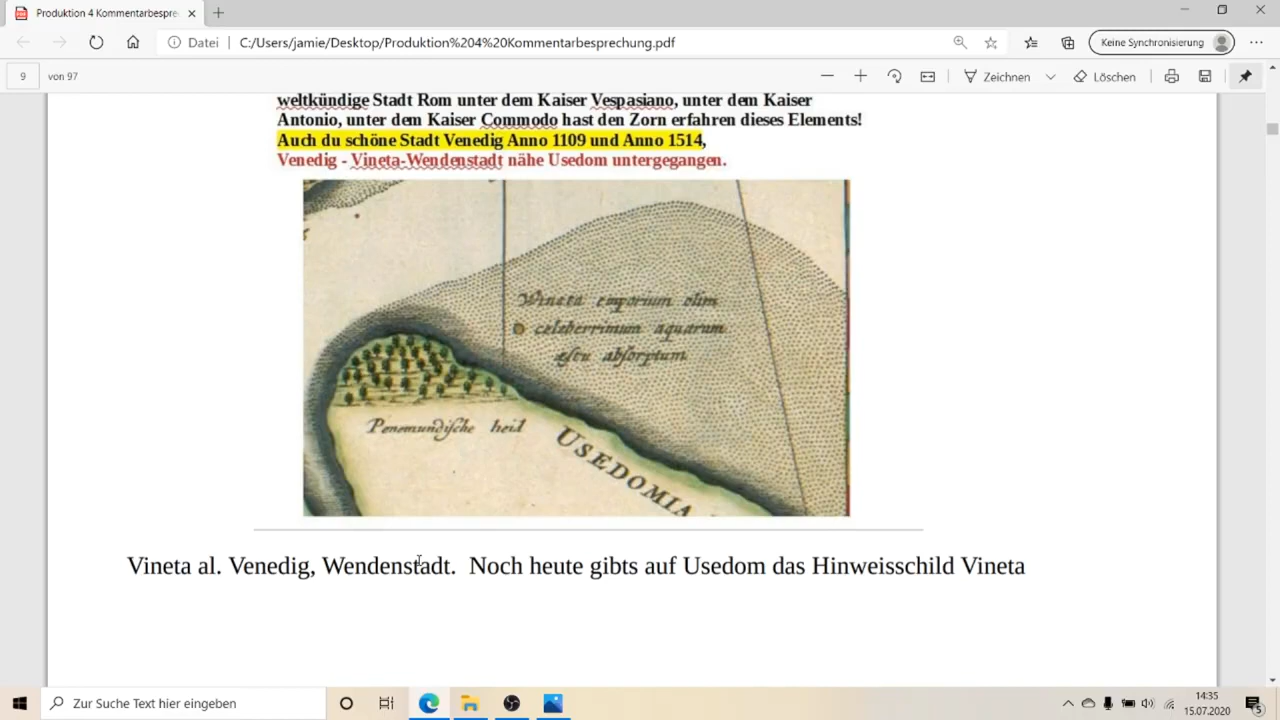 Produktion 4 Kommentarbespre
Datei C:/Users/jamie/Desktop/Produktion%204%20Kommentarbesprechung.pdf
Keine Synchronisierung
9 von 97
Zeichnen
Löschen
weltkündige Stadt Rom unter dem Kaiser Vespasiano, unter dem Kaiser
Antonio, unter dem Kaiser Commodo hast den Zorn erfahren dieses Elements!
Auch du schöne Stadt Venedig Anno 1109 und Anno 1514,
Venedig - Vineta-Wendenstadt nähe Usedom untergegangen.
Wineta emporium olim
celeberrimum aquarum
æstu absorptum
Penemundische heid
USEDOMIA
Vineta al. Venedig, Wendenstadt. Noch heute gibts auf Usedom das Hinweisschild Vineta
Zur Suche Text hier eingeben
14:35
15.07.2020
5